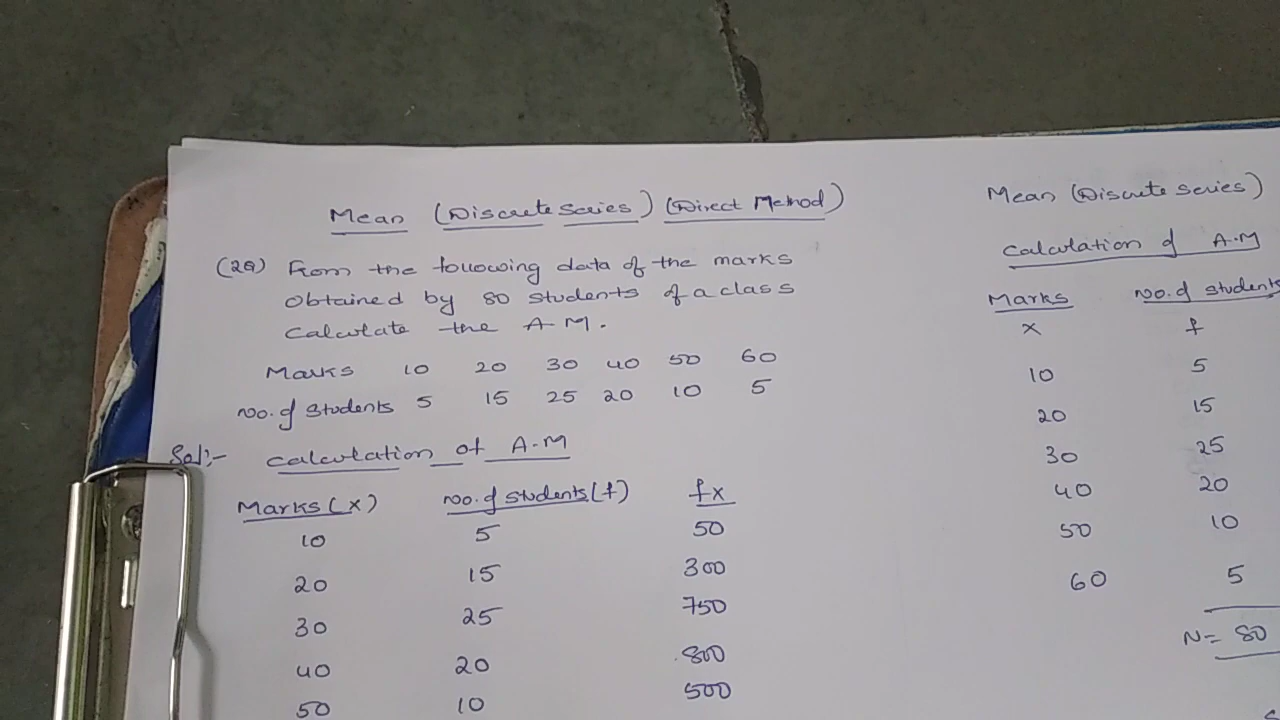 Mean (Discrete Series) (Direct Method)
(2Q) From the following data of the marks
obtained by 80 students of a class
Calculate the A-M.
Marks 10 20 30 40 50 60
No. of Students 5 15 25 20 10 5
Sol:- Calculation of A-M
Marks (x) No. of students (f) fx
10 5 50
20 15 300
30 25 750
40 20 800
50 10 500
Mean (Discrete Series)
Calculation of A.M
Marks No. of students
x f
10 5
20 15
30 25
40 20
50 10
60 5
N= 80